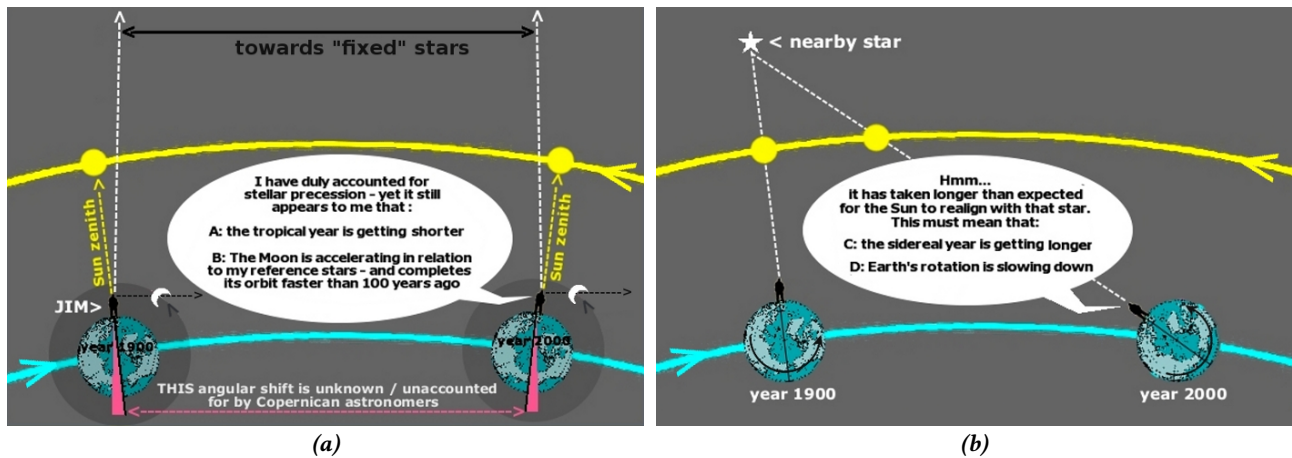 towards "fixed" stars
I have duly accounted for
stellar precession - yet it still
appears to me that :
A: the tropical year is getting shorter
B: The Moon is accelerating in relation
to my reference stars - and completes
its orbit faster than 100 years ago
Sun zenith
Sun zenith
JIM>
year 1900
year 2000
THIS angular shift is unknown / unaccounted
for by Copernican astronomers
(a)
< nearby star
Hmm...
it has taken longer than expected
for the Sun to realign with that star.
This must mean that:
C: the sidereal year is getting longer
D: Earth's rotation is slowing down
year 1900
year 2000
(b)